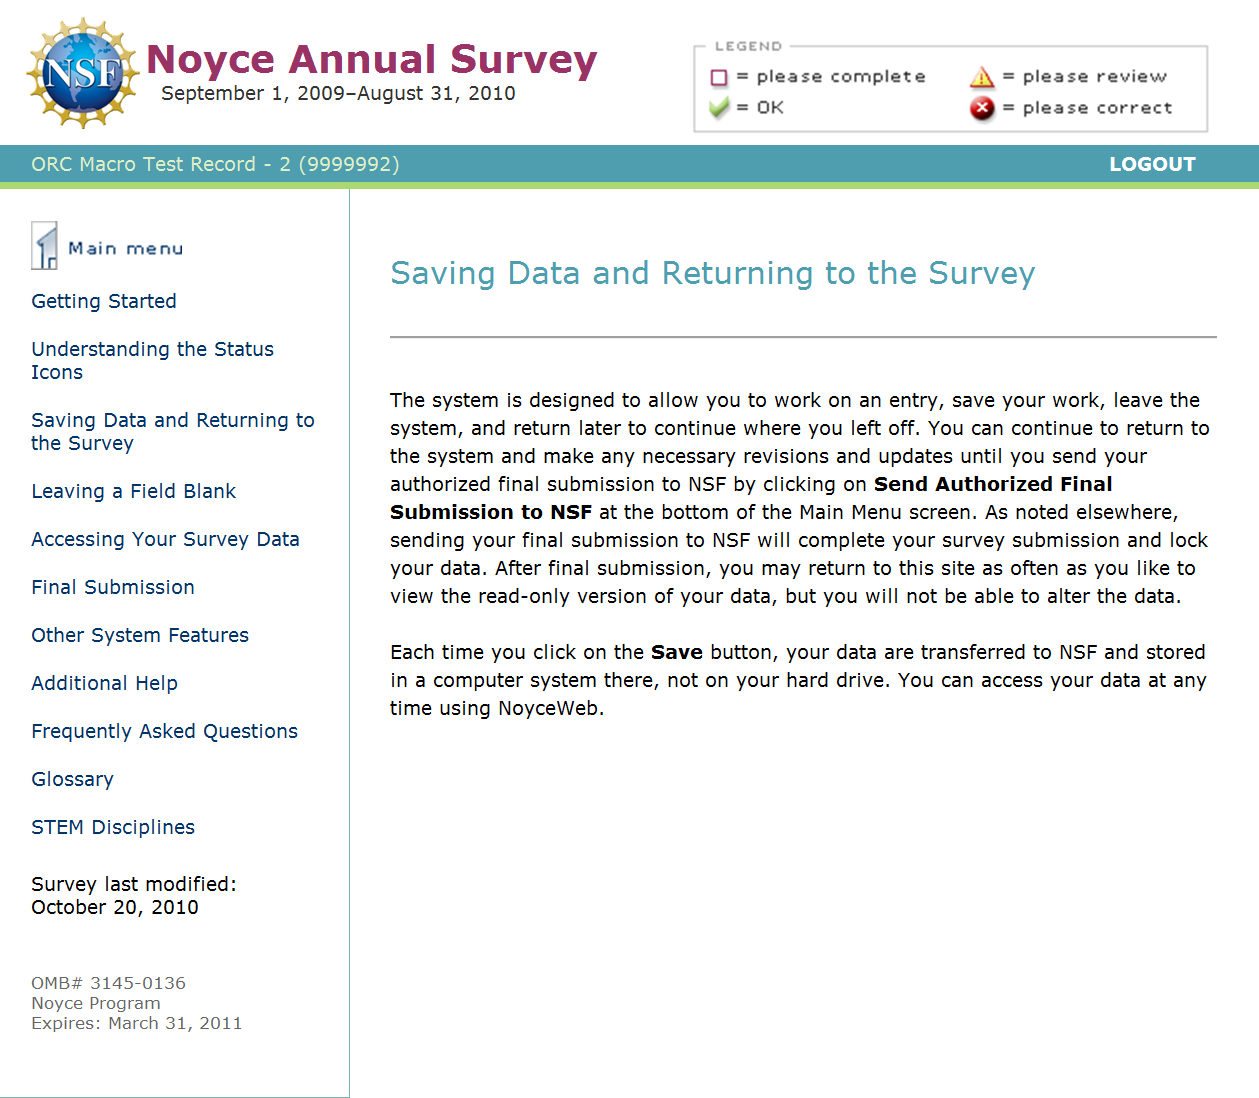 NSF
Noyce Annual Survey
September 1, 2009–August 31, 2010
LEGEND
= please complete
= please review
= OK
= please correct
ORC Macro Test Record - 2 (9999992)
LOGOUT
Main menu
Getting Started
Understanding the Status
Icons
Saving Data and Returning to
the Survey
Leaving a Field Blank
Accessing Your Survey Data
Final Submission
Other System Features
Additional Help
Frequently Asked Questions
Glossary
STEM Disciplines
Survey last modified:
October 20, 2010
OMB# 3145-0136
Noyce Program
Expires: March 31, 2011
Saving Data and Returning to the Survey
The system is designed to allow you to work on an entry, save your work, leave the
system, and return later to continue where you left off. You can continue to return to
the system and make any necessary revisions and updates until you send your
authorized final submission to NSF by clicking on Send Authorized Final
Submission to NSF at the bottom of the Main Menu screen. As noted elsewhere,
sending your final submission to NSF will complete your survey submission and lock
your data. After final submission, you may return to this site as often as you like to
view the read-only version of your data, but you will not be able to alter the data.
Each time you click on the Save button, your data are transferred to NSF and stored
in a computer system there, not on your hard drive. You can access your data at any
time using NoyceWeb.